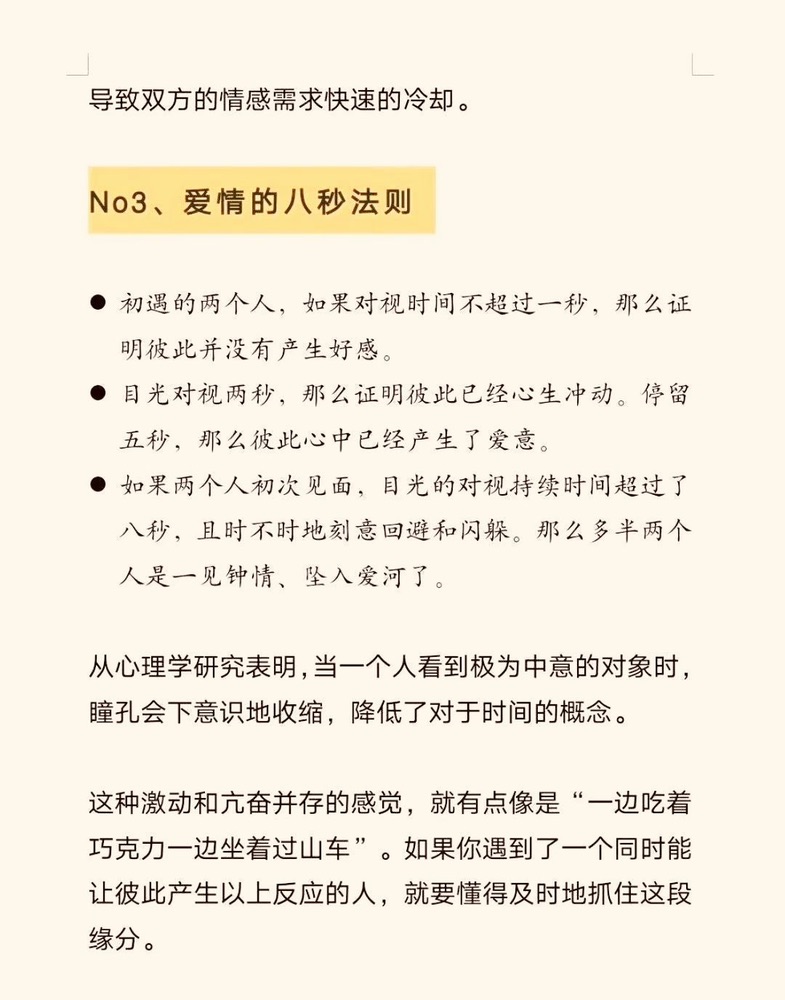 导致双方的情感需求快速的冷却。
No3、爱情的八秒法则
● 初遇的两个人，如果对视时间不超过一秒，那么证
明彼此并没有产生好感。
● 目光对视两秒，那么证明彼此已经心生冲动。停留
五秒，那么彼此心中已经产生了爱意。
● 如果两个人初次见面，目光的对视持续时间超过了
八秒，且时不时地刻意回避和闪躲。那么多半两个
人是一见钟情、坠入爱河了。
从心理学研究表明，当一个人看到极为中意的对象时，
瞳孔会下意识地收缩，降低了对于时间的概念。
这种激动和亢奋并存的感觉，就有点像是“一边吃着
巧克力一边坐着过山车”。如果你遇到了一个同时能
让彼此产生以上反应的人，就要懂得及时地抓住这段
缘分。